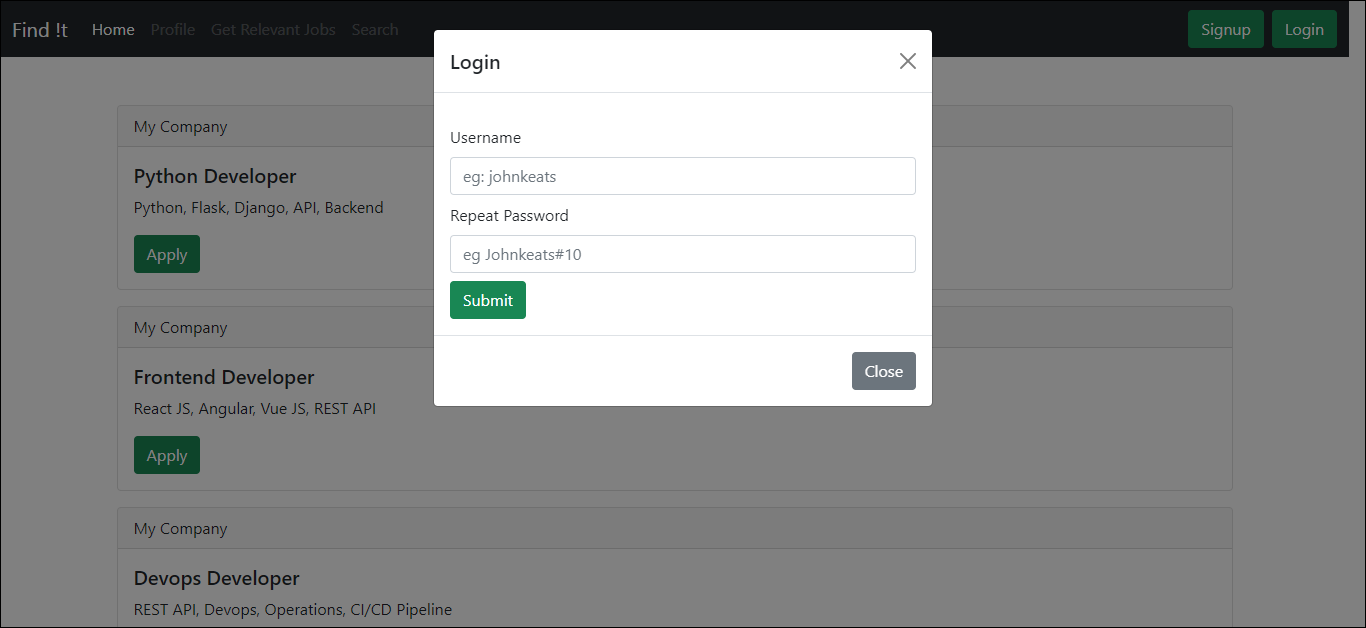 Find !t Home Profile Get Relevant Jobs Search Signup Login
Login
Username
eg: johnkeats
Repeat Password
eg Johnkeats#10
Submit
Close
My Company
Python Developer
Python, Flask, Django, API, Backend
Apply
My Company
Frontend Developer
React JS, Angular, Vue JS, REST API
Apply
My Company
Devops Developer
REST API, Devops, Operations, CI/CD Pipeline